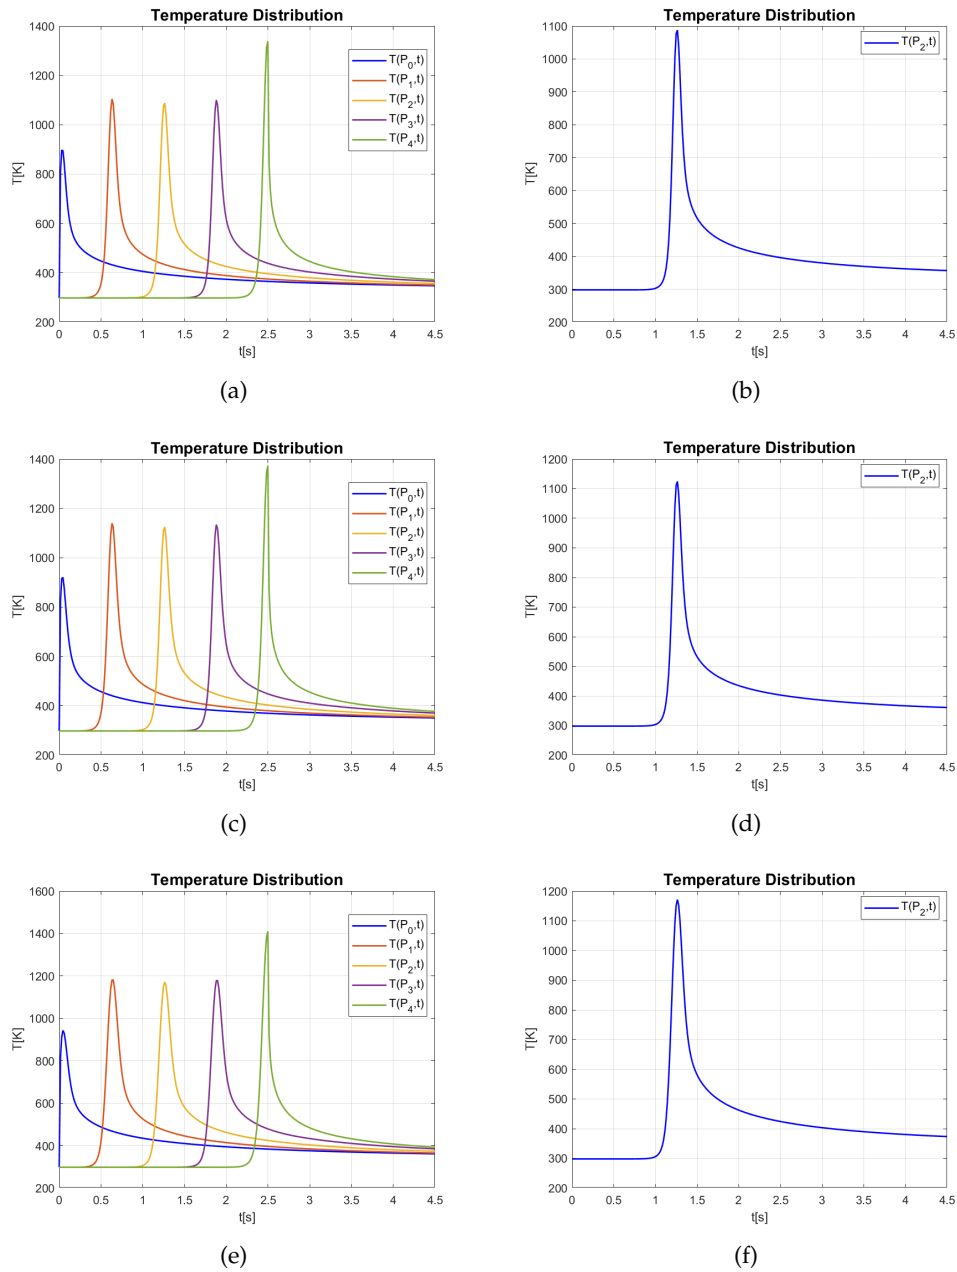 Temperature Distribution
1400
1200
1000
800
600
400
200
T[K]
0
0.5
1
1.5
2
2.5
3
3.5
4
4.5
t[s]
T(P0,t)
T(P1,t)
T(P2,t)
T(P3,t)
T(P4,t)
(a)
Temperature Distribution
1100
1000
900
800
700
600
500
400
300
200
T[K]
0
0.5
1
1.5
2
2.5
3
3.5
4
4.5
t[s]
T(P2,t)
(b)
Temperature Distribution
1400
1200
1000
800
600
400
200
T[K]
0
0.5
1
1.5
2
2.5
3
3.5
4
4.5
t[s]
T(P0,t)
T(P1,t)
T(P2,t)
T(P3,t)
T(P4,t)
(c)
Temperature Distribution
1200
1100
1000
900
800
700
600
500
400
300
200
T[K]
0
0.5
1
1.5
2
2.5
3
3.5
4
4.5
t[s]
T(P2,t)
(d)
Temperature Distribution
1600
1400
1200
1000
800
600
400
200
T[K]
0
0.5
1
1.5
2
2.5
3
3.5
4
4.5
t[s]
T(P0,t)
T(P1,t)
T(P2,t)
T(P3,t)
T(P4,t)
(e)
Temperature Distribution
1200
1100
1000
900
800
700
600
500
400
300
200
T[K]
0
0.5
1
1.5
2
2.5
3
3.5
4
4.5
t[s]
T(P2,t)
(f)